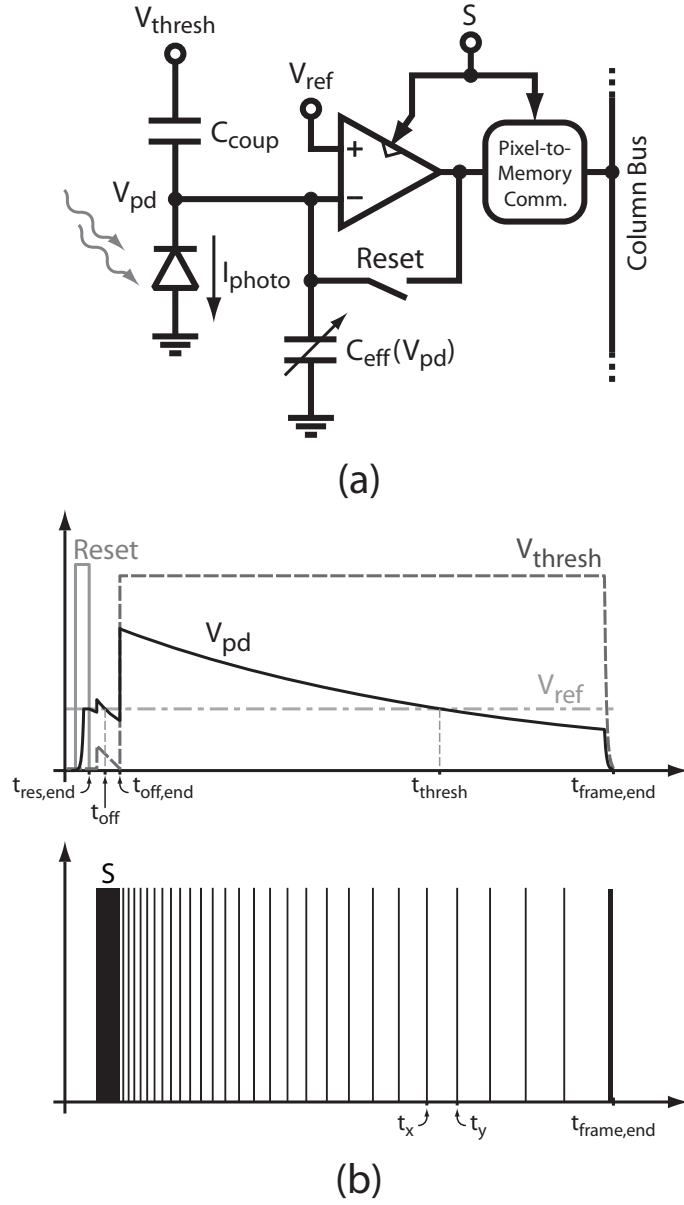 V_thresh
S
V_ref
C_coup
+
Pixel-to-
Memory
Comm.
V_pd
−
Column Bus
Reset
I_photo
C_eff(V_pd)
(a)
Reset
V_thresh
V_pd
V_ref
t_res,end
t_off
t_off,end
t_thresh
t_frame,end
S
t_x
t_y
t_frame,end
(b)